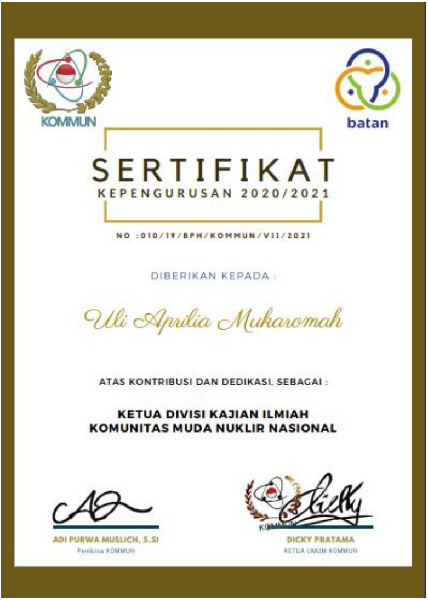 KOMMUN
batan
SERTIFIKAT
KEPENGURUSAN 2020/2021
NO :010/19/BPH/KOMMUN/VII/2021
DIBERIKAN KEPADA :
Uli Aprilia Mukaromah
ATAS KONTRIBUSI DAN DEDIKASI, SEBAGAI :
KETUA DIVISI KAJIAN ILMIAH
KOMUNITAS MUDA NUKLIR NASIONAL
Dicky
KOMMUN
ADI PURWA MUSLICH, S.SI
DICKY PRATAMA
Pembina KOMMUN
KETUA UMUM KOMMUN